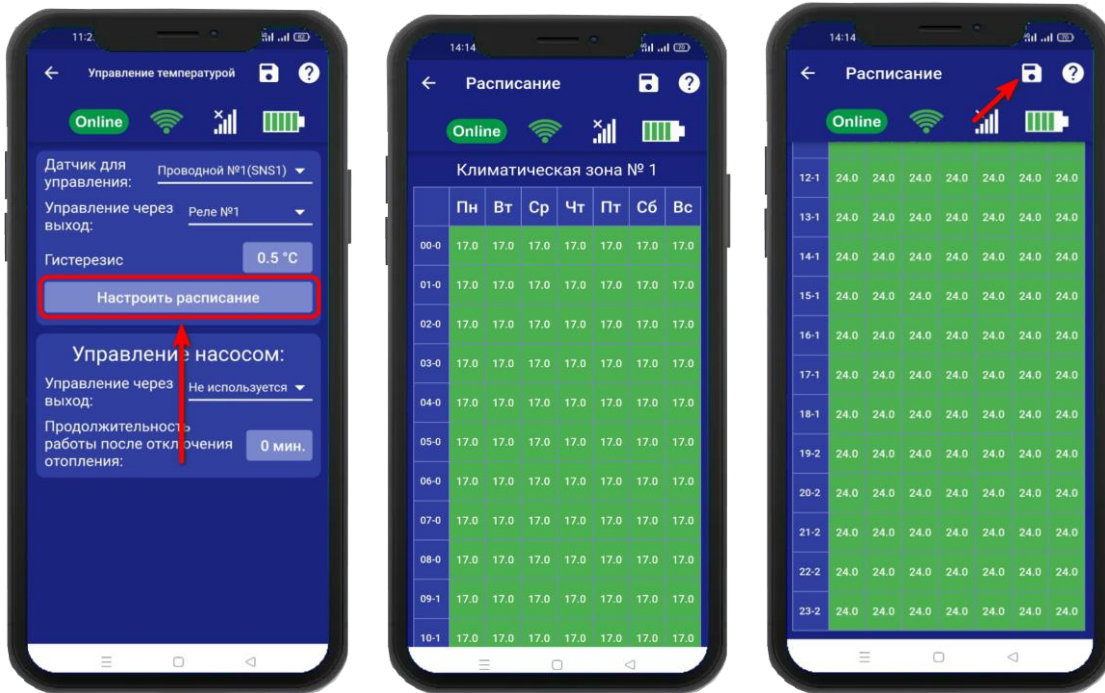 11:2
Управление температурой
Online
Датчик для
управления:
Проводной №1(SNS1)
Управление через
выход:
Реле №1
Гистерезис
0.5 °C
Настроить расписание
Управление насосом:
Управление через
выход:
Не используется
Продолжительность
работы после отключения
отопления:
0 мин.
14:14
Расписание
Online
Климатическая зона № 1
Пн Вт Ср Чт Пт Сб Вс
00-0 17.0 17.0 17.0 17.0 17.0 17.0 17.0
01-0 17.0 17.0 17.0 17.0 17.0 17.0 17.0
02-0 17.0 17.0 17.0 17.0 17.0 17.0 17.0
03-0 17.0 17.0 17.0 17.0 17.0 17.0 17.0
04-0 17.0 17.0 17.0 17.0 17.0 17.0 17.0
05-0 17.0 17.0 17.0 17.0 17.0 17.0 17.0
06-0 17.0 17.0 17.0 17.0 17.0 17.0 17.0
07-0 17.0 17.0 17.0 17.0 17.0 17.0 17.0
08-0 17.0 17.0 17.0 17.0 17.0 17.0 17.0
09-1 17.0 17.0 17.0 17.0 17.0 17.0 17.0
10-1 17.0 17.0 17.0 17.0 17.0 17.0 17.0
14:14
Расписание
Online
12-1 24.0 24.0 24.0 24.0 24.0 24.0 24.0
13-1 24.0 24.0 24.0 24.0 24.0 24.0 24.0
14-1 24.0 24.0 24.0 24.0 24.0 24.0 24.0
15-1 24.0 24.0 24.0 24.0 24.0 24.0 24.0
16-1 24.0 24.0 24.0 24.0 24.0 24.0 24.0
17-1 24.0 24.0 24.0 24.0 24.0 24.0 24.0
18-1 24.0 24.0 24.0 24.0 24.0 24.0 24.0
19-2 24.0 24.0 24.0 24.0 24.0 24.0 24.0
20-2 24.0 24.0 24.0 24.0 24.0 24.0 24.0
21-2 24.0 24.0 24.0 24.0 24.0 24.0 24.0
22-2 24.0 24.0 24.0 24.0 24.0 24.0 24.0
23-2 24.0 24.0 24.0 24.0 24.0 24.0 24.0